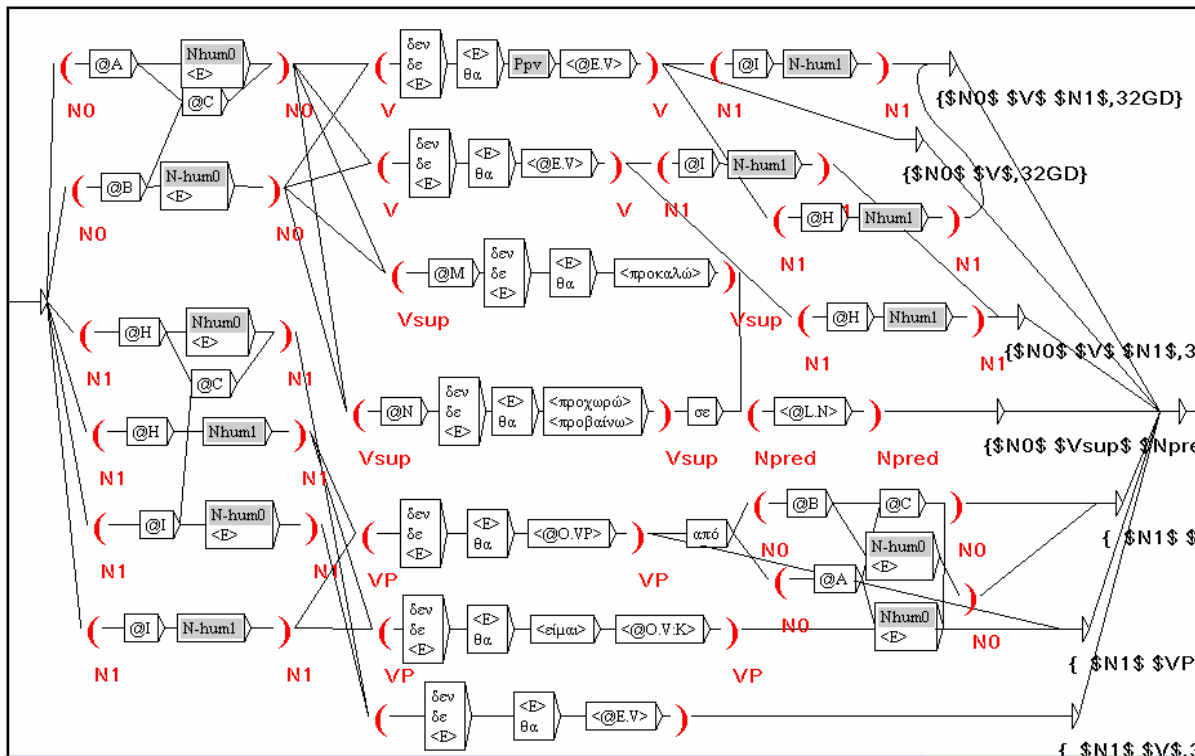 @A
Nhum0
<E>
@C
N0
N0
δεν
δε
<E>
<E>
θα
Ppv
<@E.V>
V
V
@I
N-hum1
N1
N1
{$N0$ $V$ $N1$,32GD}
@B
N-hum0
<E>
N0
N0
δεν
δε
<E>
<E>
θα
<@E.V>
V
V
@I
N-hum1
N1
{$N0$ $V$,32GD}
@H
Nhum1
N1
N1
@M
δεν
δε
<E>
<E>
θα
<προκαλώ>
Vsup
Vsup
@H
Nhum1
N1
N1
{$N0$ $V$ $N1$,3
@H
Nhum0
<E>
@C
N1
N1
@N
δεν
δε
<E>
<E>
θα
<προχωρώ>
<προβαίνω>
σε
<@L.N>
Vsup
Vsup
Npred
Npred
{$N0$ $Vsup$ $Npre
@H
Nhum1
N1
N1
@I
N-hum0
<E>
N1
N1
δεν
δε
<E>
<E>
θα
<@O.VP>
VP
VP
από
@B
@C
N0
N0
N-hum0
<E>
@A
Nhum0
<E>
N0
N0
{ $N1$ $
@I
N-hum1
N1
N1
δεν
δε
<E>
<E>
θα
<είμαι>
<@O.V:K>
VP
VP
{ $N1$ $VP
δεν
δε
<E>
<E>
θα
<@E.V>
{ $N1$ $V$,3